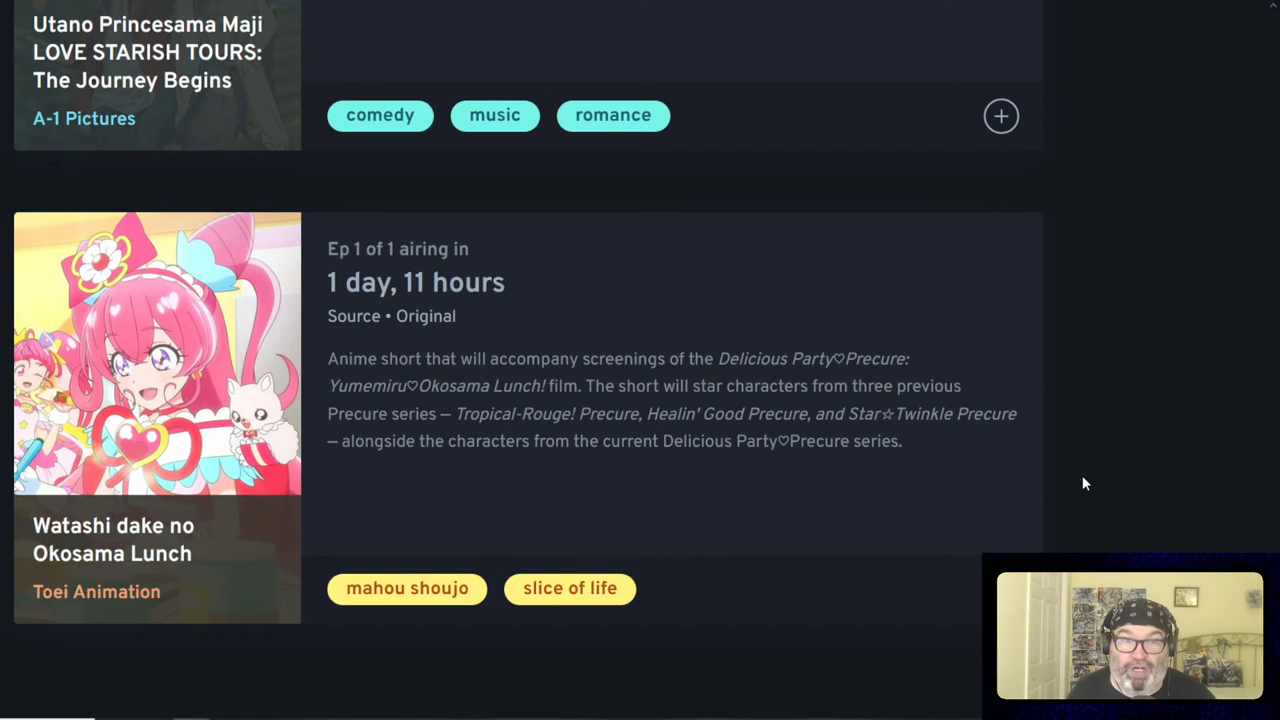 Utano Princesama Maji
LOVE STARISH TOURS:
The Journey Begins
A-1 Pictures
comedy
music
romance
Ep 1 of 1 airing in
1 day, 11 hours
Source • Original
Anime short that will accompany screenings of the Delicious Party♡Precure:
Yumemiru♡Okosama Lunch! film. The short will star characters from three previous
Precure series – Tropical-Rouge! Precure, Healin' Good Precure, and Star☆Twinkle Precure
– alongside the characters from the current Delicious Party♡Precure series.
Watashi dake no
Okosama Lunch
Toei Animation
mahou shoujo
slice of life